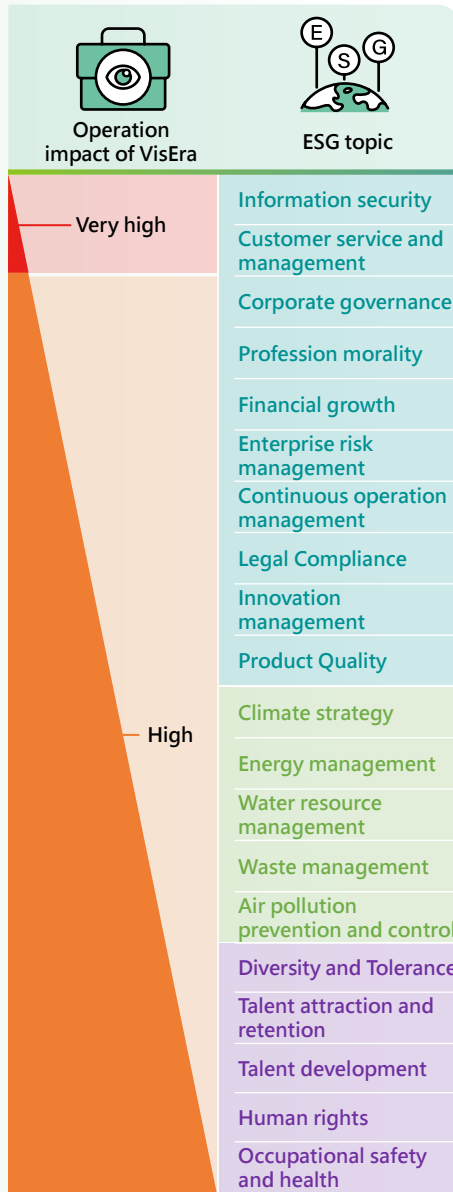 E
S
G
Operation
impact of VisEra
ESG topic
Very high
Information security
Customer service and
management
Corporate governance
Profession morality
Financial growth
Enterprise risk
management
Continuous operation
management
Legal Compliance
Innovation
management
Product Quality
High
Climate strategy
Energy management
Water resource
management
Waste management
Air pollution
prevention and control
Diversity and Tolerance
Talent attraction and
retention
Talent development
Human rights
Occupational safety
and health